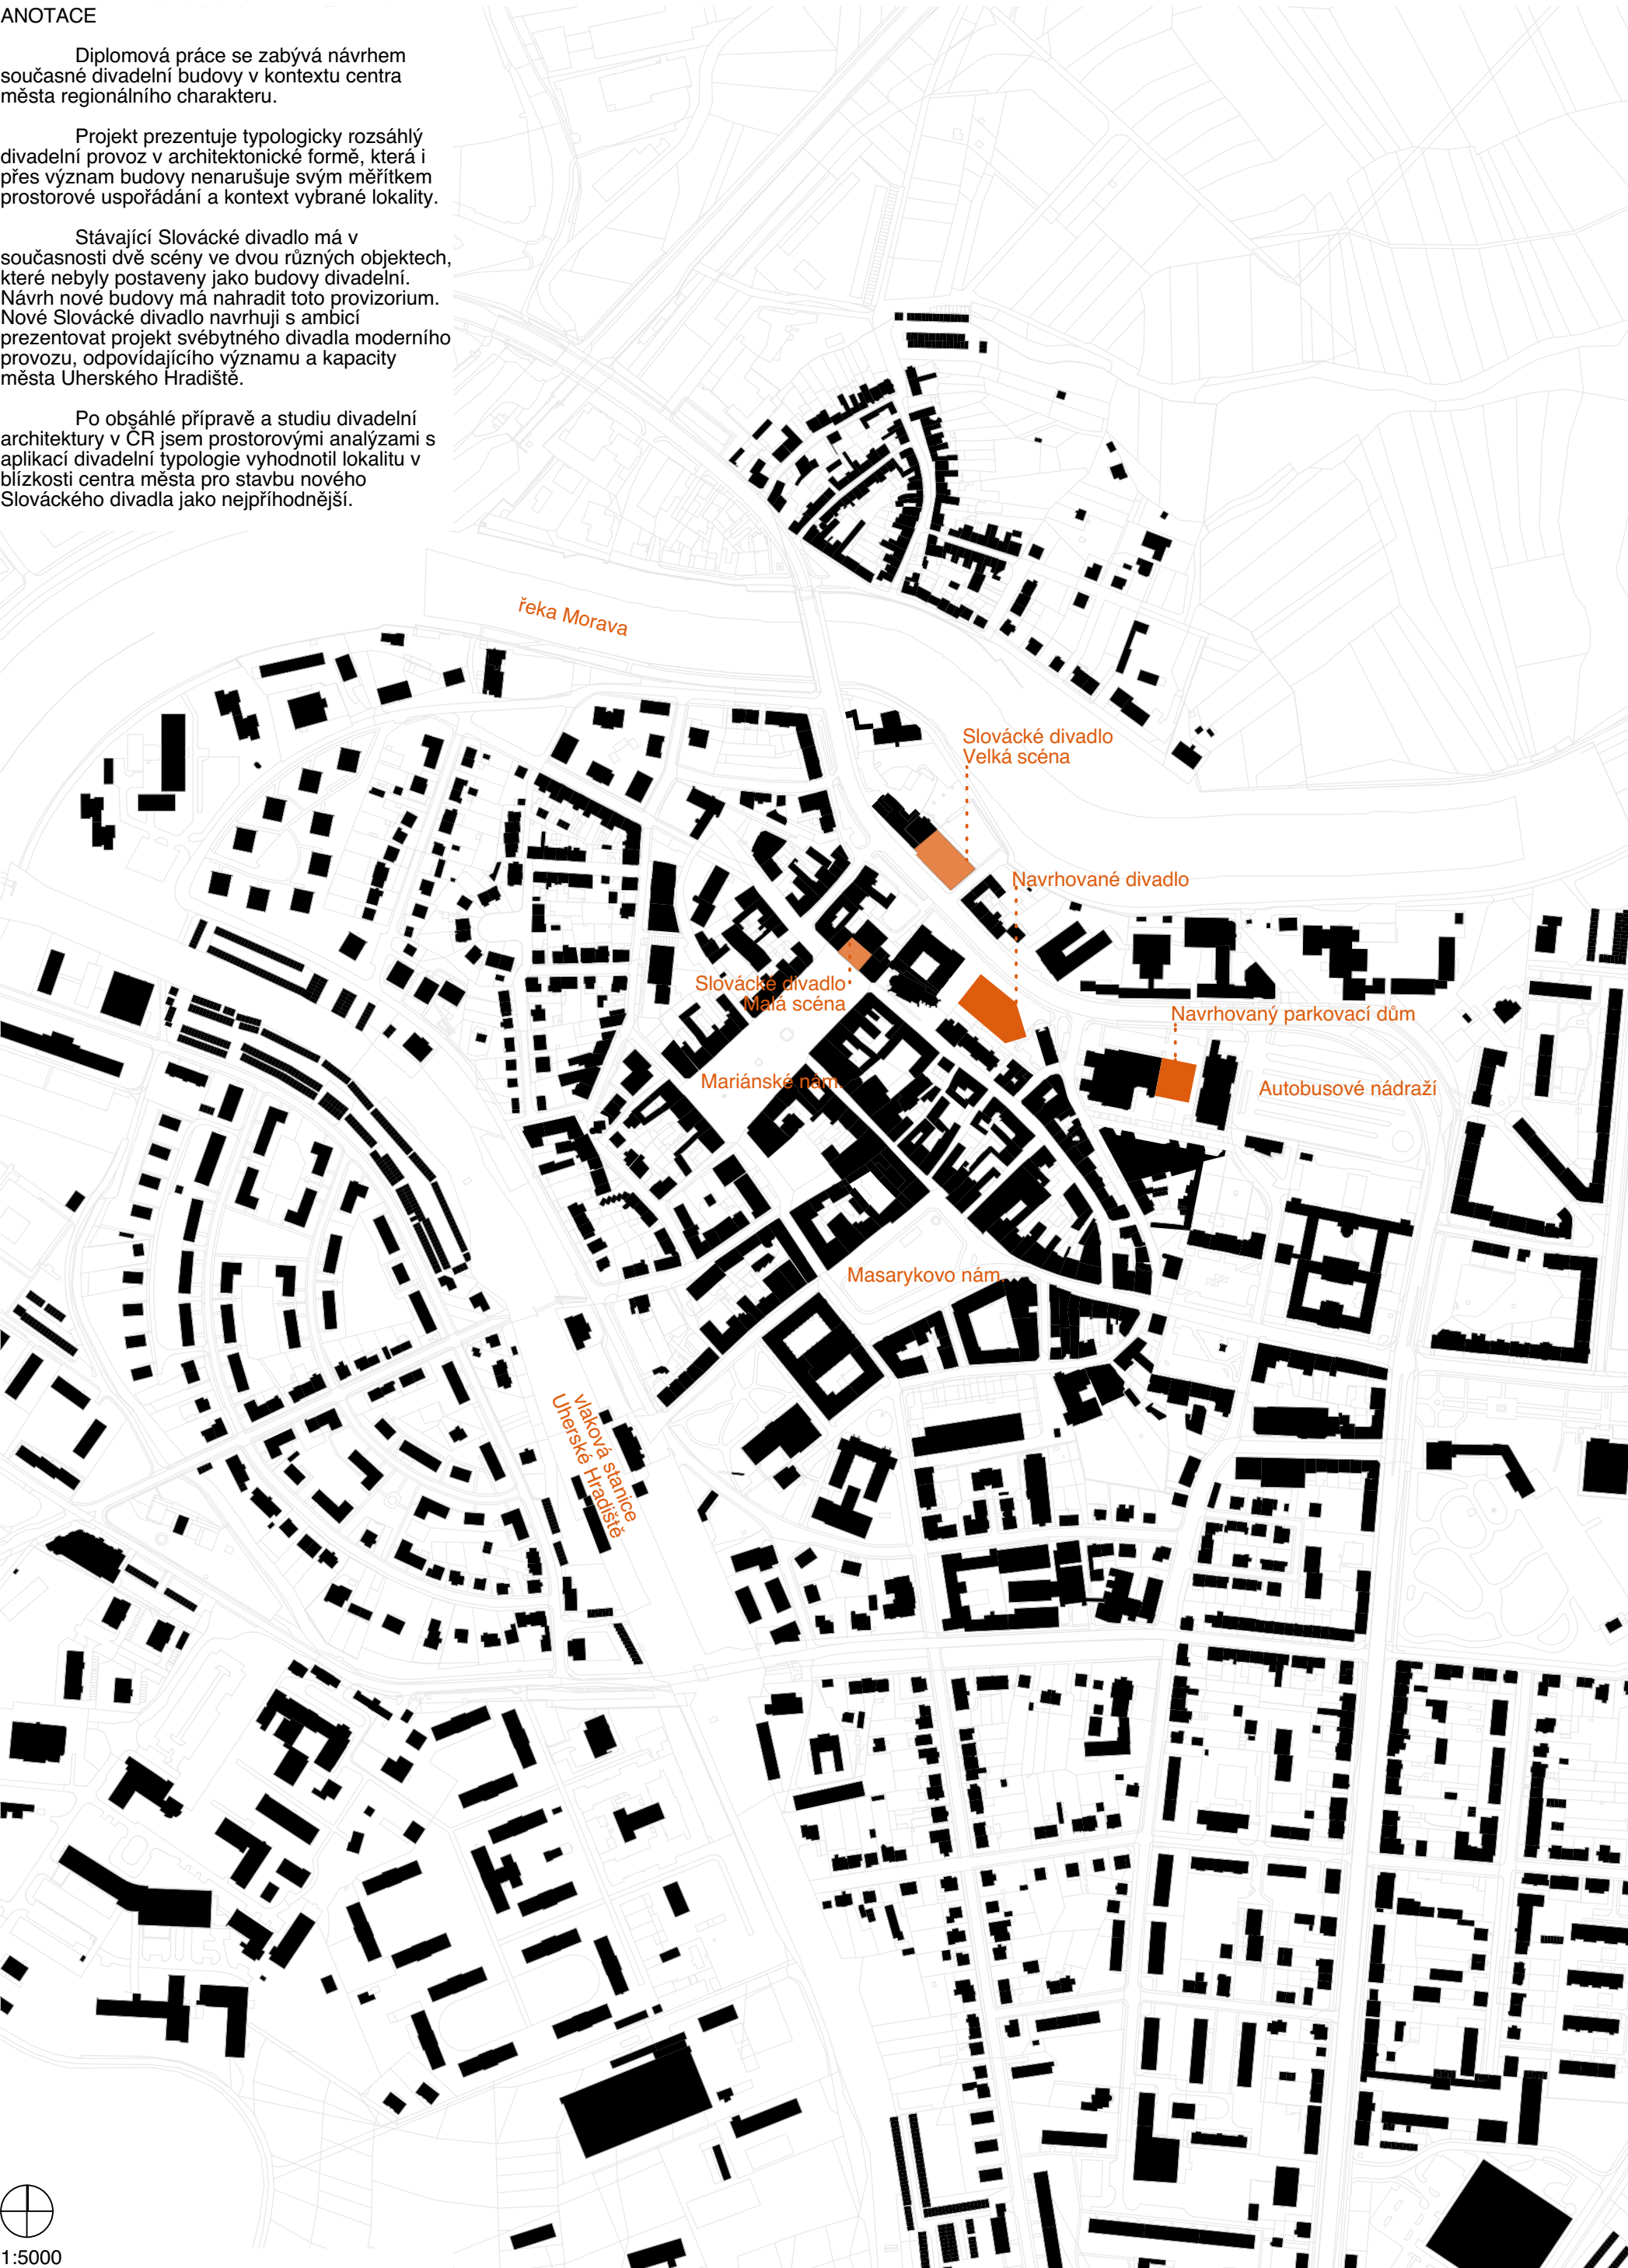 ANOTACE
Diplomová práce se zabývá návrhem
současné divadelní budovy v kontextu centra
města regionálního charakteru.
Projekt prezentuje typologicky rozsáhlý
divadelní provoz v architektonické formě, která i
přes význam budovy nenarušuje svým měřítkem
prostorové uspořádání a kontext vybrané lokality.
Stávající Slovácké divadlo má v
současnosti dvě scény ve dvou různých objektech,
které nebyly postaveny jako budovy divadelní.
Návrh nové budovy má nahradit toto provizorium.
Nové Slovácké divadlo navrhuji s ambicí
prezentovat projekt svébytného divadla moderního
provozu, odpovídajícího významu a kapacity
města Uherského Hradiště.
Po obsáhlé přípravě a studiu divadelní
architektury v ČR jsem prostorovými analýzami s
aplikací divadelní typologie vyhodnotil lokalitu v
blízkosti centra města pro stavbu nového
Slováckého divadla jako nejpříhodnější.
řeka Morava
Slovácké divadlo
Velká scéna
Navrhované divadlo
Slovácké divadlo
Malá scéna
Navrhovaný parkovací dům
Mariánské nám.
Autobusové nádraží
Masarykovo nám.
vlaková stanice
Uherské Hradiště
1:5000